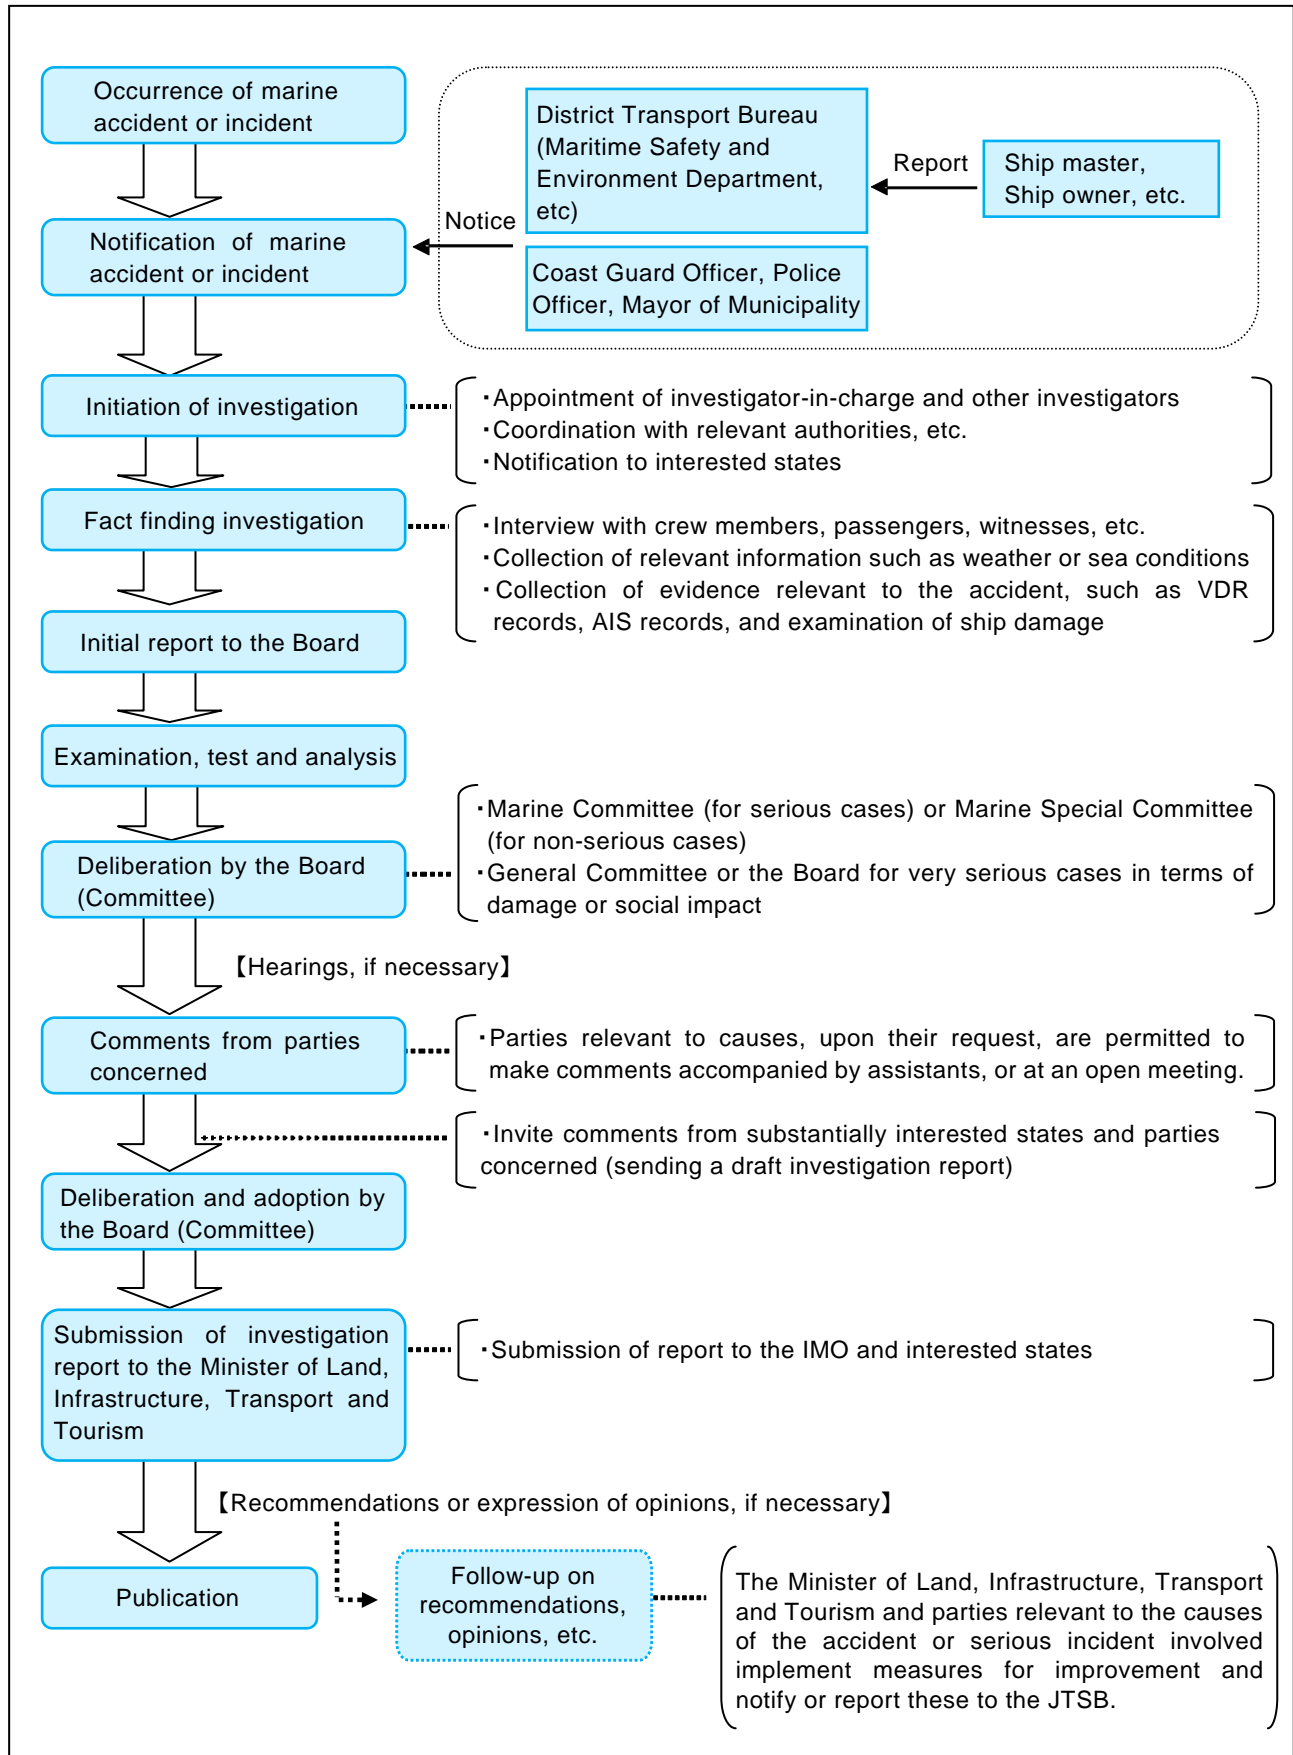 Occurrence of marine
accident or incident
District Transport Bureau
(Maritime Safety and
Environment Department,
etc)
Report
Ship master,
Ship owner, etc.
Notice
Notification of marine
accident or incident
Coast Guard Officer, Police
Officer, Mayor of Municipality
Initiation of investigation
・Appointment of investigator-in-charge and other investigators
・Coordination with relevant authorities, etc.
・Notification to interested states
Fact finding investigation
・Interview with crew members, passengers, witnesses, etc.
・Collection of relevant information such as weather or sea conditions
・Collection of evidence relevant to the accident, such as VDR
records, AIS records, and examination of ship damage
Initial report to the Board
Examination, test and analysis
・Marine Committee (for serious cases) or Marine Special Committee
(for non-serious cases)
・General Committee or the Board for very serious cases in terms of
damage or social impact
Deliberation by the Board
(Committee)
【Hearings, if necessary】
Comments from parties
concerned
・Parties relevant to causes, upon their request, are permitted to
make comments accompanied by assistants, or at an open meeting.
・Invite comments from substantially interested states and parties
concerned (sending a draft investigation report)
Deliberation and adoption by
the Board (Committee)
Submission of investigation
report to the Minister of Land,
Infrastructure, Transport and
Tourism
・Submission of report to the IMO and interested states
【Recommendations or expression of opinions, if necessary】
Publication
Follow-up on
recommendations,
opinions, etc.
The Minister of Land, Infrastructure, Transport
and Tourism and parties relevant to the causes
of the accident or serious incident involved
implement measures for improvement and
notify or report these to the JTSB.